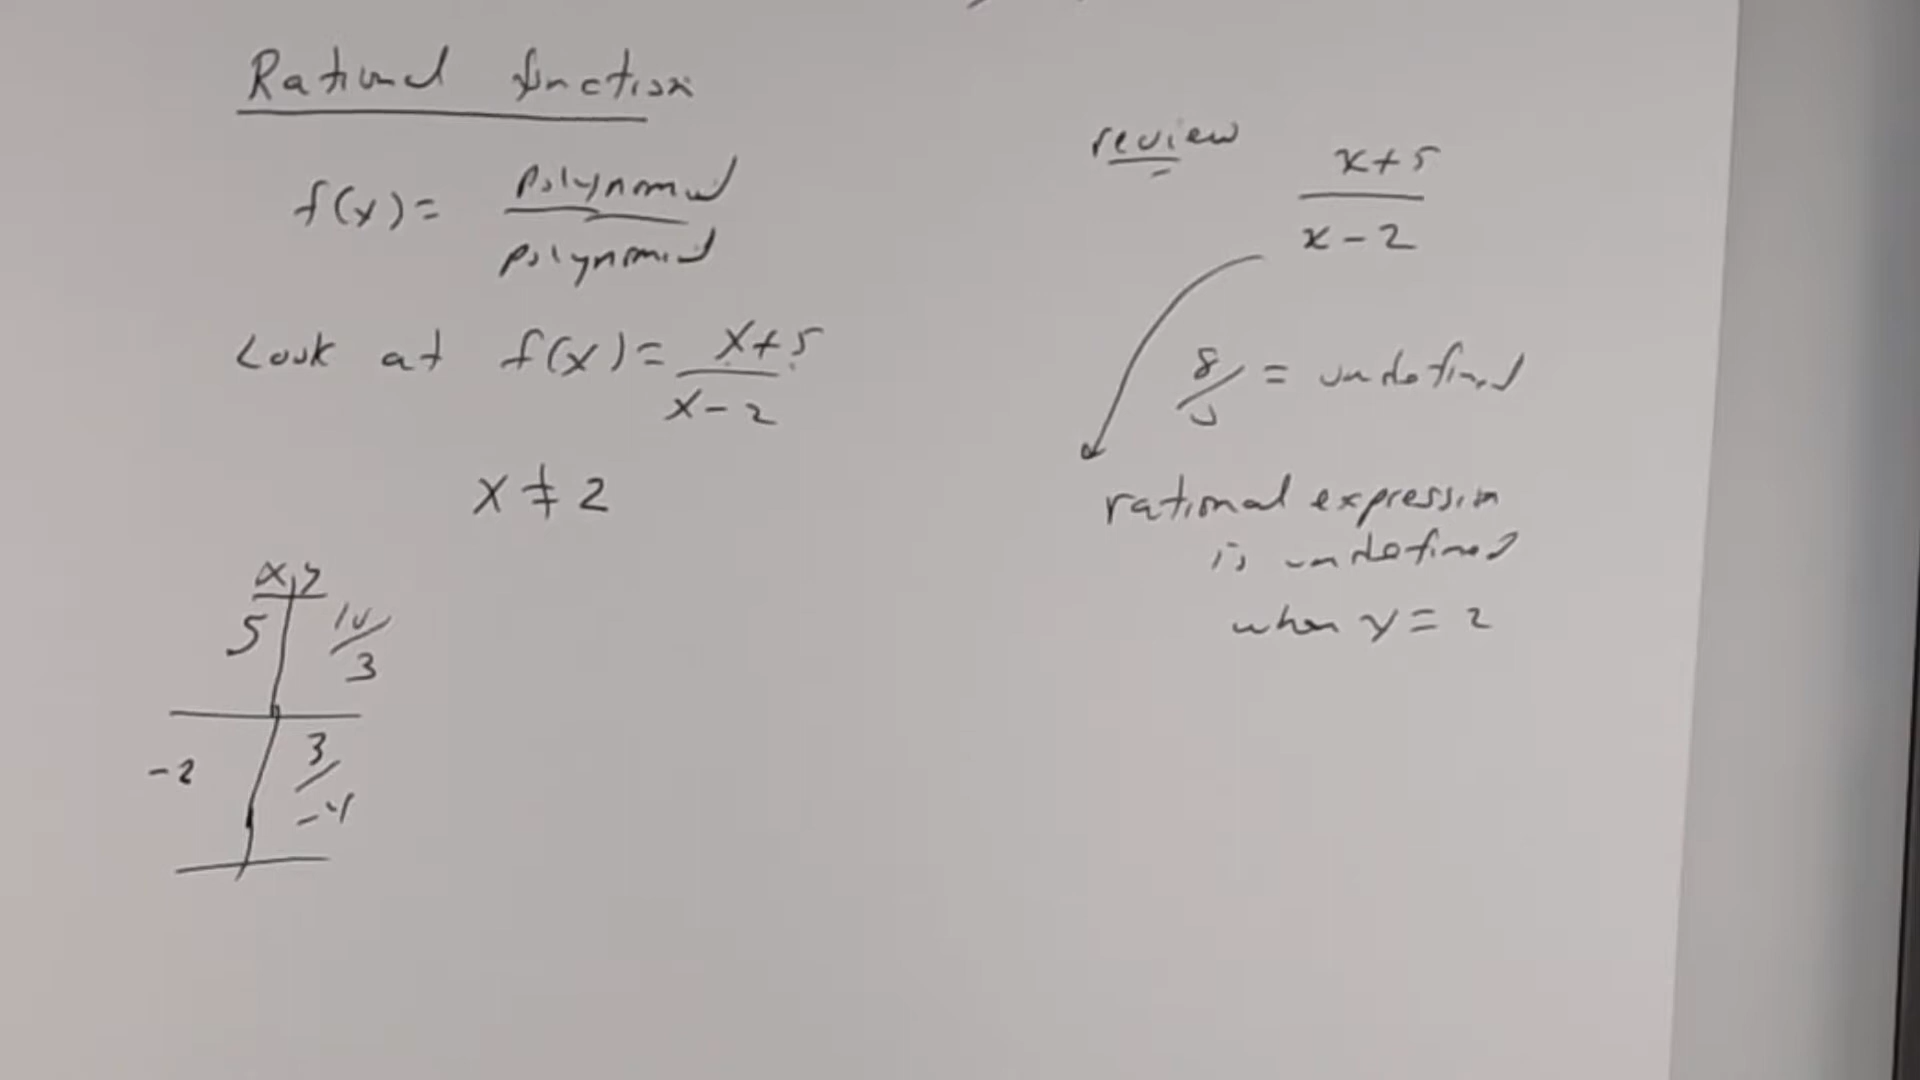 Rational function
f(x) = polynomial / polynomial
Look at f(x) = x+5 / x-2
x ≠ 2
x, y
5 10/3
-2 3/-4
review
x+5 / x-2
8/0 = undefined
rational expression
is undefined
when x = 2